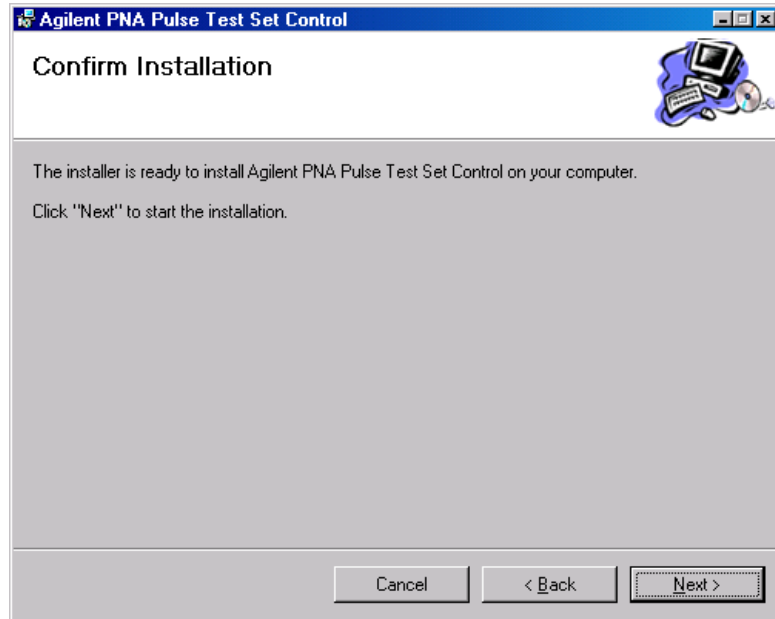 Agilent PNA Pulse Test Set Control
Confirm Installation
The installer is ready to install Agilent PNA Pulse Test Set Control on your computer.
Click "Next" to start the installation.
Cancel
< Back
Next >